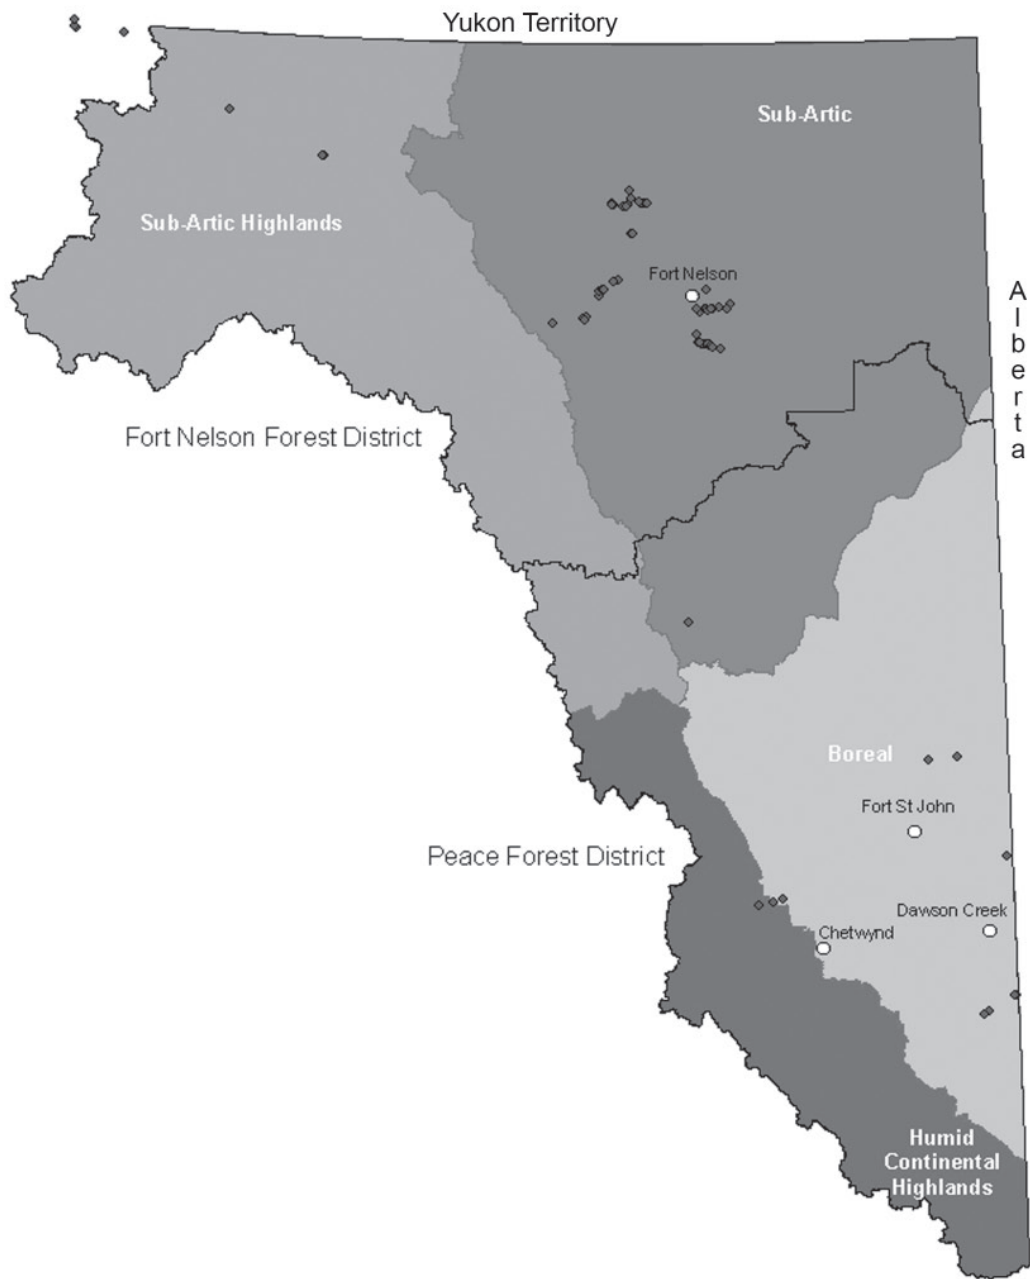 Yukon Territory
Sub-Artic
Sub-Artic Highlands
Fort Nelson
Alberta
Fort Nelson Forest District
Boreal
Fort St John
Peace Forest District
Dawson Creek
Chetwynd
Humid
Continental
Highlands